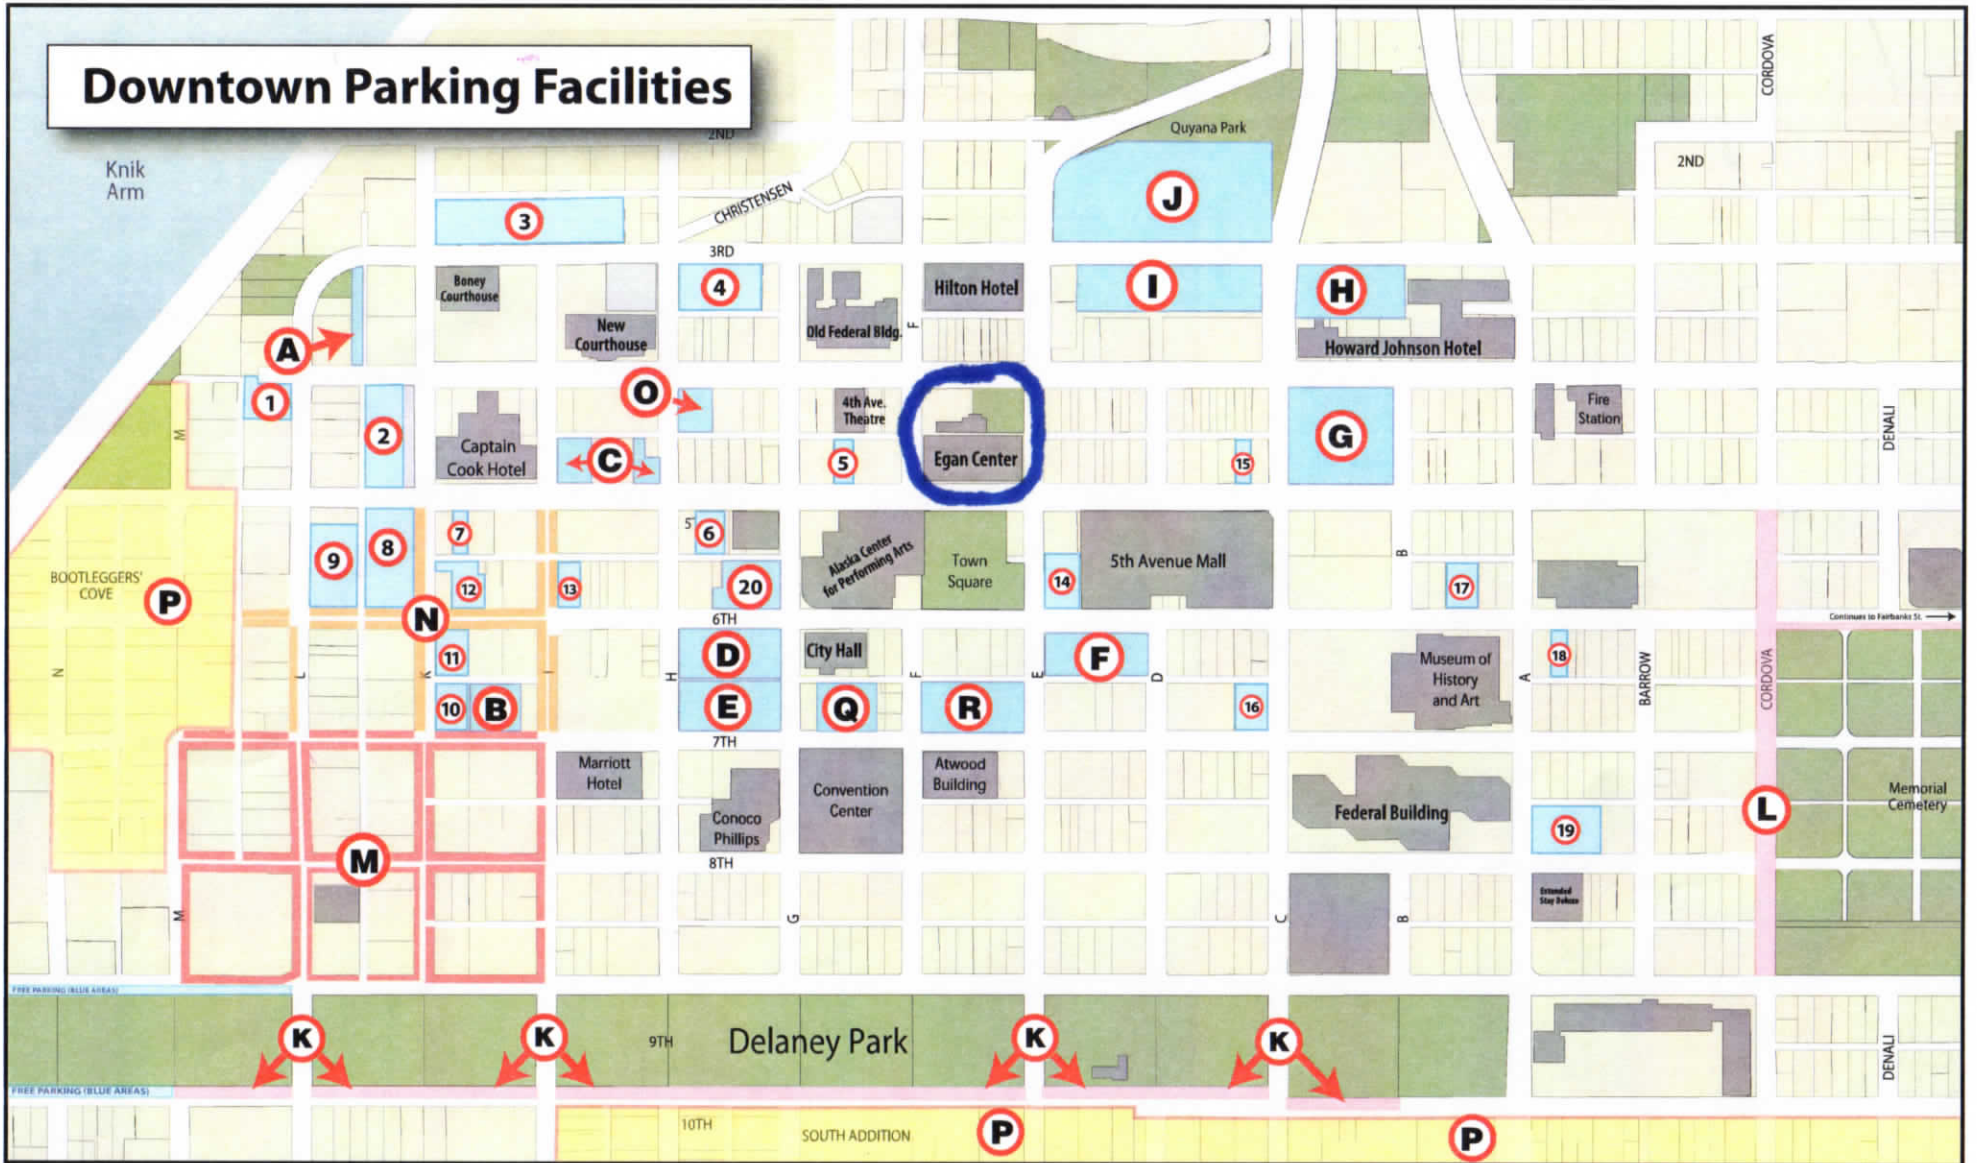 Downtown Parking Facilities
Knik
Arm
2ND
CHRISTENSEN
Quyana Park
CORDOVA
2ND
J
3
3RD
Boney
Courthouse
4
Hilton Hotel
I
H
A
New
Courthouse
Old Federal Bldg.
F
Howard Johnson Hotel
1
M
2
Captain
Cook Hotel
O
C
4th Ave.
Theatre
5
Egan Center
15
G
Fire
Station
DENALI
BOOTLEGGERS'
COVE
P
9
8
7
5
6
12
13
20
Alaska Center
for Performing Arts
Town
Square
14
5th Avenue Mall
B
17
N
6TH
Continues to Fairbanks St.
N
L
K
11
I
H
D
City Hall
F
E
F
D
Museum of
History
and Art
A
18
BARROW
CORDOVA
10
B
E
Q
R
16
7TH
Marriott
Hotel
Conoco
Phillips
Convention
Center
Atwood
Building
Federal Building
19
L
Memorial
Cemetery
M
8TH
M
G
C
B
Extended
Stay Deluxe
FREE PARKING (BLUE AREAS)
K
K
9TH
Delaney Park
K
K
DENALI
FREE PARKING (BLUE AREAS)
10TH
SOUTH ADDITION
P
P